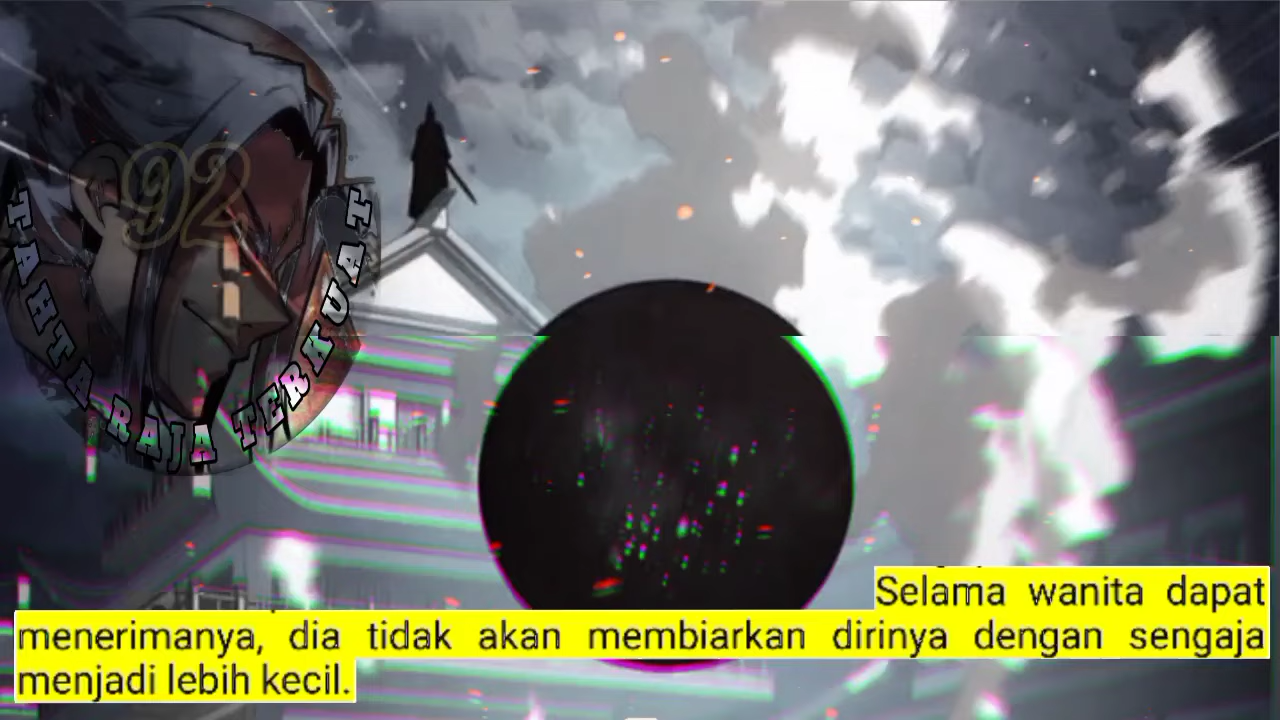 92
TAHTA RAJA TERKUAT
Selama wanita dapat
menerimanya, dia tidak akan membiarkan dirinya dengan sengaja
menjadi lebih kecil.